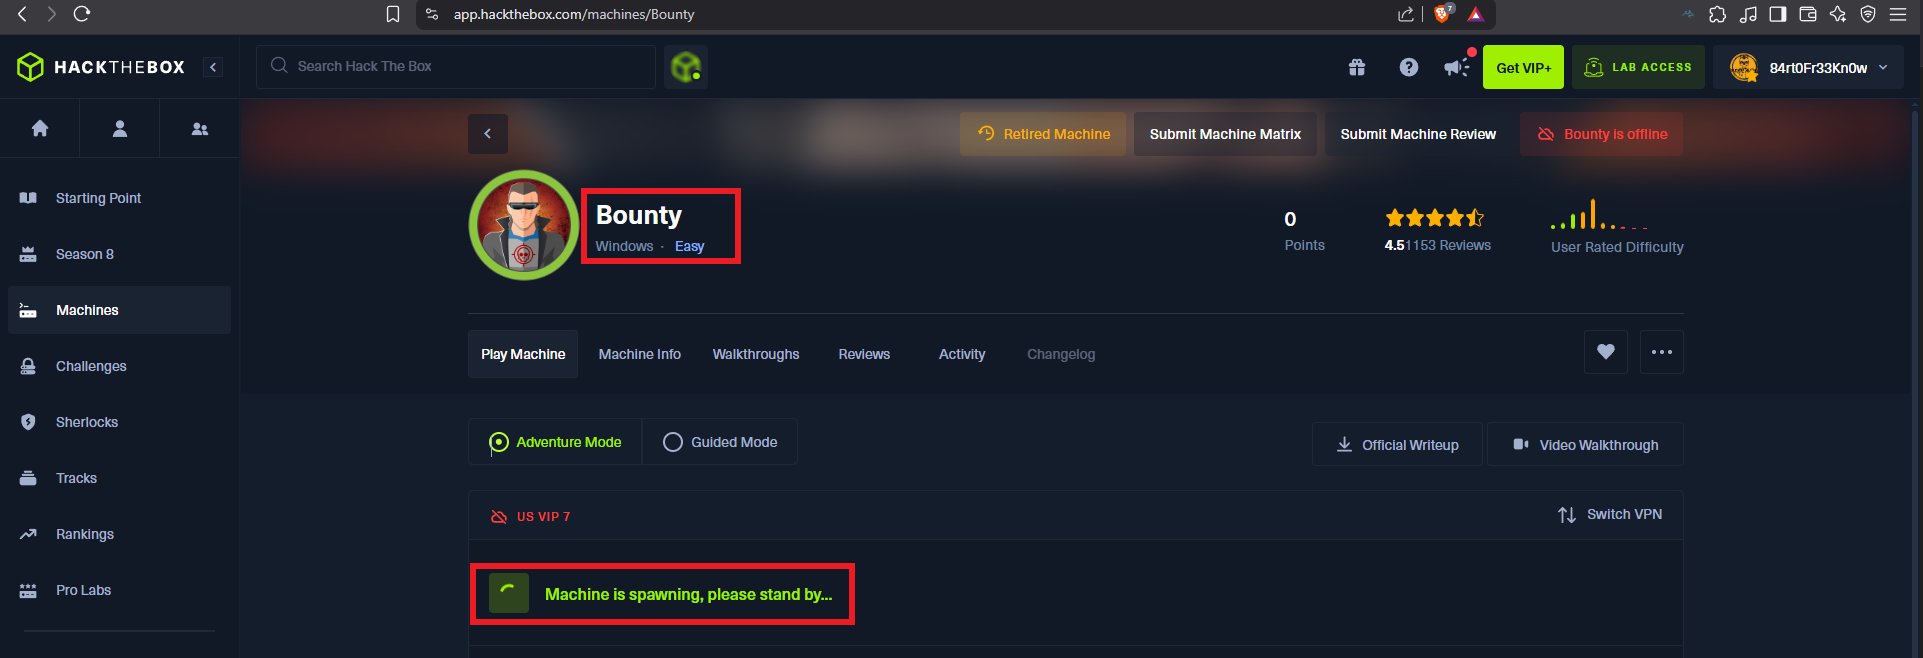 app.hackthebox.com/machines/Bounty
7
HACKTHEBOX
Search Hack The Box
Get VIP+
LAB ACCESS
84rt0Fr33Kn0w
Retired Machine
Submit Machine Matrix
Submit Machine Review
Bounty is offline
Starting Point
Season 8
Machines
Challenges
Sherlocks
Tracks
Rankings
Pro Labs
Bounty
Windows · Easy
0
Points
4.51153 Reviews
User Rated Difficulty
Play Machine
Machine Info
Walkthroughs
Reviews
Activity
Changelog
Adventure Mode
Guided Mode
Official Writeup
Video Walkthrough
US VIP 7
Switch VPN
Machine is spawning, please stand by...